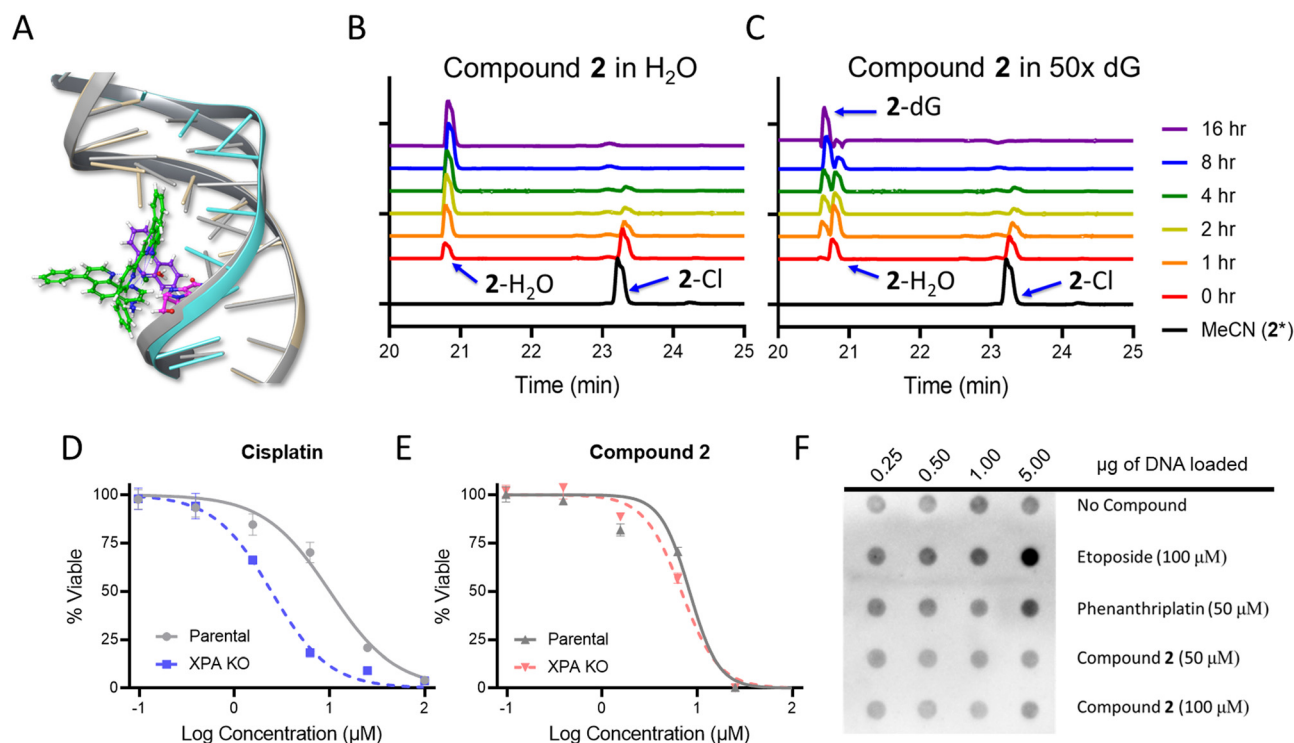 A
B
Compound 2 in H₂O
2-H₂O
2-Cl
20 21 22 23 24 25
Time (min)
C
Compound 2 in 50x dG
2-dG
2-H₂O
2-Cl
20 21 22 23 24 25
Time (min)
16 hr
8 hr
4 hr
2 hr
1 hr
0 hr
MeCN (2*)
D
Cisplatin
% Viable
100
75
50
25
0
Parental
XPA KO
-1 0 1 2
Log Concentration (µM)
E
Compound 2
% Viable
100
75
50
25
0
Parental
XPA KO
-1 0 1 2
Log Concentration (µM)
F
0.25 0.50 1.00 5.00 µg of DNA loaded
No Compound
Etoposide (100 µM)
Phenanthriplatin (50 µM)
Compound 2 (50 µM)
Compound 2 (100 µM)